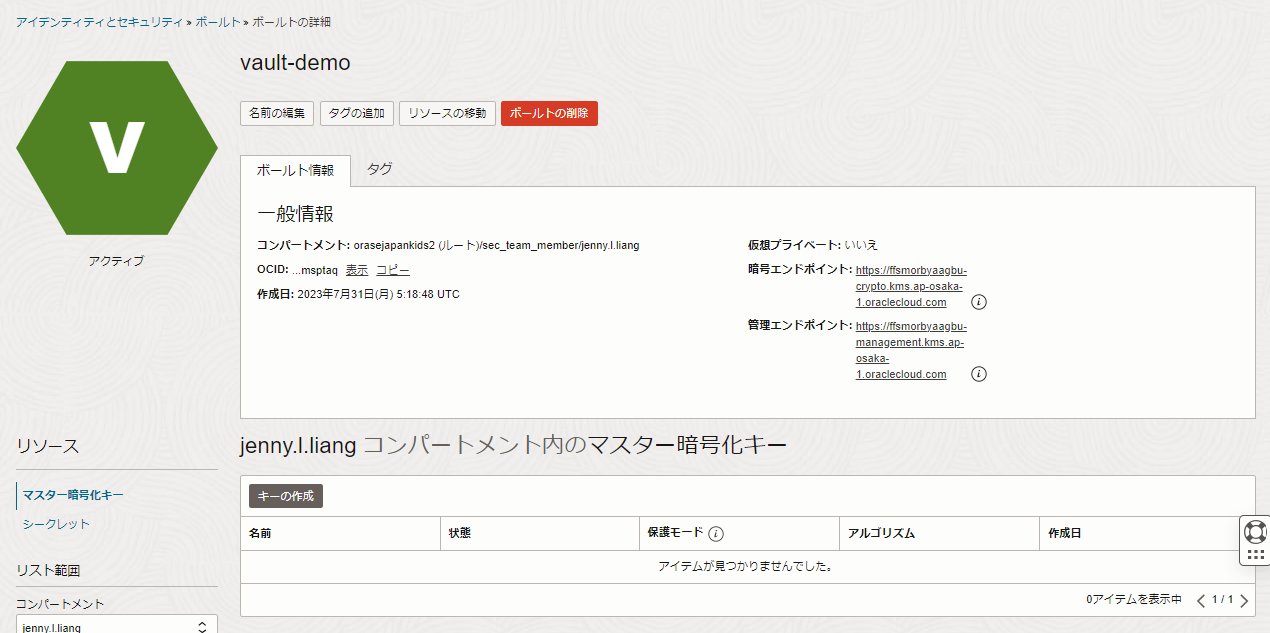 アイデンティティとセキュリティ » ボールト » ボールトの詳細
V
アクティブ
vault-demo
名前の編集 タグの追加 リソースの移動 ボールトの削除
ボールト情報 タグ
一般情報
コンパートメント: orasejapankids2 (ルート)/sec_team_member/jenny.l.liang
OCID: ...msptaq 表示 コピー
作成日: 2023年7月31日(月) 5:18:48 UTC
仮想プライベート: いいえ
暗号エンドポイント: https://ffsmorbyaagbu-
crypto.kms.ap-osaka-
1.oraclecloud.com
管理エンドポイント: https://ffsmorbyaagbu-
management.kms.ap-
osaka-
1.oraclecloud.com
リソース
マスター暗号化キー
シークレット
リスト範囲
コンパートメント
jenny.l.liang
jenny.l.liang コンパートメント内のマスター暗号化キー
キーの作成
名前 状態 保護モード アルゴリズム 作成日
アイテムが見つかりませんでした。
0アイテムを表示中 1 / 1